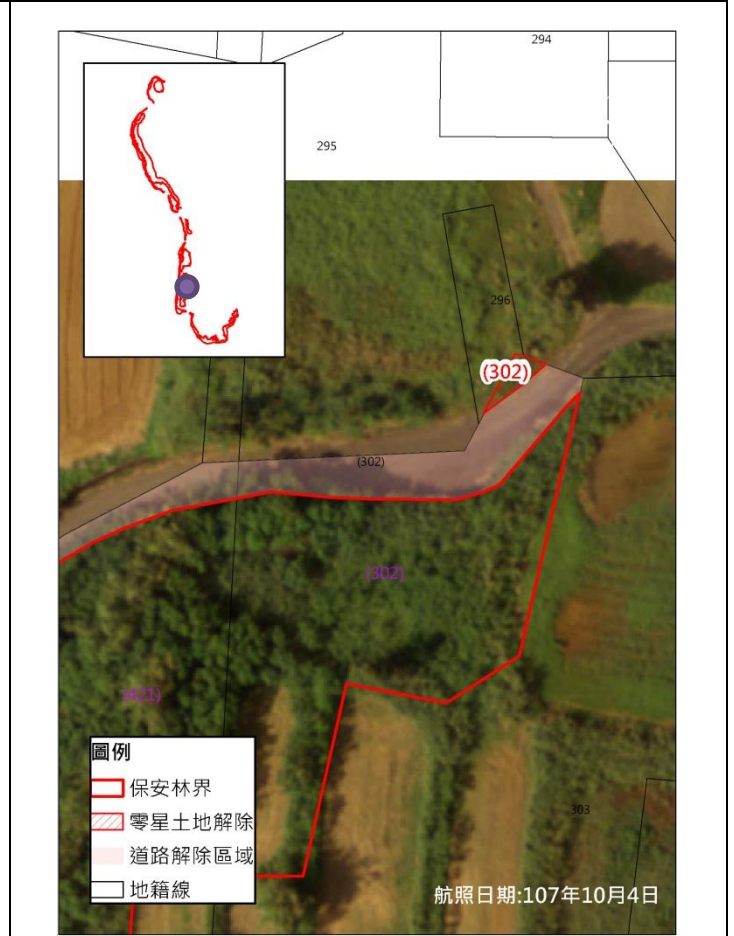 294
295
296
(302)
(302)
(302)
(421)
303
圖例
保安林界
零星土地解除
道路解除區域
地籍線
航照日期:107年10月4日